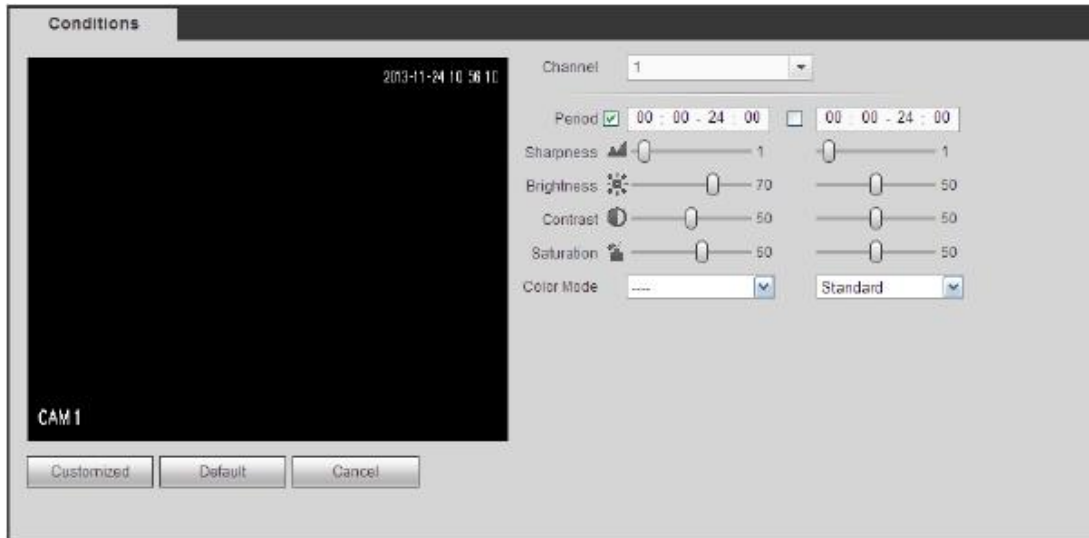 Conditions
2013-11-24 10 56 10
CAM 1
Customized Default Cancel
Channel 1
Period 00 : 00 - 24 : 00 00 : 00 - 24 : 00
Sharpness 1 1
Brightness 70 50
Contrast 50 50
Saturation 60 50
Color Mode ---- Standard